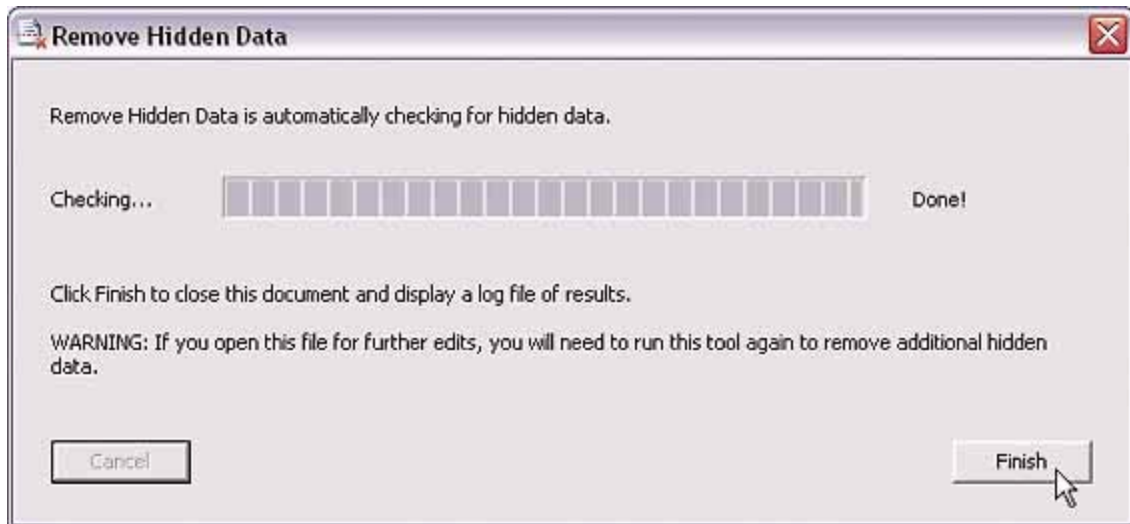 Remove Hidden Data
Remove Hidden Data is automatically checking for hidden data.
Checking... Done!
Click Finish to close this document and display a log file of results.
WARNING: If you open this file for further edits, you will need to run this tool again to remove additional hidden
data.
Cancel Finish